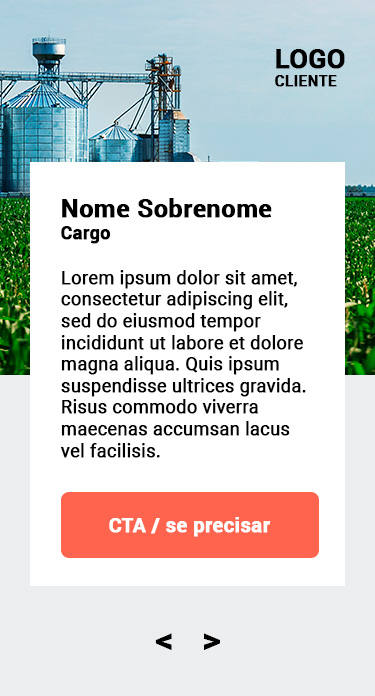 LOGO
CLIENTE
Nome Sobrenome
Cargo
Lorem ipsum dolor sit amet,
consectetur adipiscing elit,
sed do eiusmod tempor
incididunt ut labore et dolore
magna aliqua. Quis ipsum
suspendisse ultrices gravida.
Risus commodo viverra
maecenas accumsan lacus
vel facilisis.
CTA / se precisar
< >